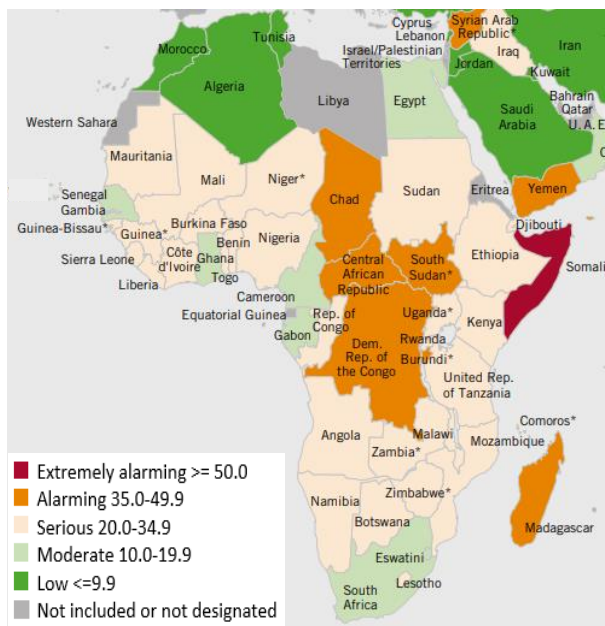 Cyprus
Lebanon
Syrian Arab
Republic*
Iraq
Iran
Tunisia
Morocco
Israel/Palestinian
Territories
Jordan
Kuwait
Algeria
Libya
Egypt
Saudi
Arabia
Bahrain
Qatar
U. A. E
Western Sahara
Mauritania
Mali
Niger*
Chad
Sudan
Eritrea
Yemen
Senegal
Gambia
Guinea-Bissau*
Guinea*
Burkina Faso
Benin
Nigeria
Djibouti
Sierra Leone
Côte
d'Ivoire
Ghana
Togo
Liberia
Central
African
Republic
South
Sudan*
Ethiopia
Somali
Cameroon
Equatorial Guinea
Gabon
Rep. of
Congo
Uganda*
Kenya
Rwanda
Burundi*
Dem.
Rep. of
the Congo
United Rep.
of Tanzania
Comoros*
Angola
Malawi
Zambia*
Mozambique
Zimbabwe*
Namibia
Botswana
Madagascar
Eswatini
South
Africa
Lesotho
Extremely alarming >= 50.0
Alarming 35.0-49.9
Serious 20.0-34.9
Moderate 10.0-19.9
Low <=9.9
Not included or not designated